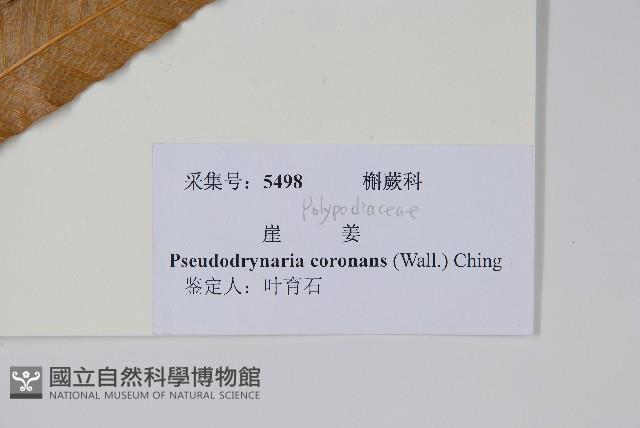 采集号：5498 槲蕨科
Polypodiaceae
崖 姜
Pseudodrynaria coronans (Wall.) Ching
鉴定人：叶育石
國立自然科學博物館
NATIONAL MUSEUM OF NATURAL SCIENCE